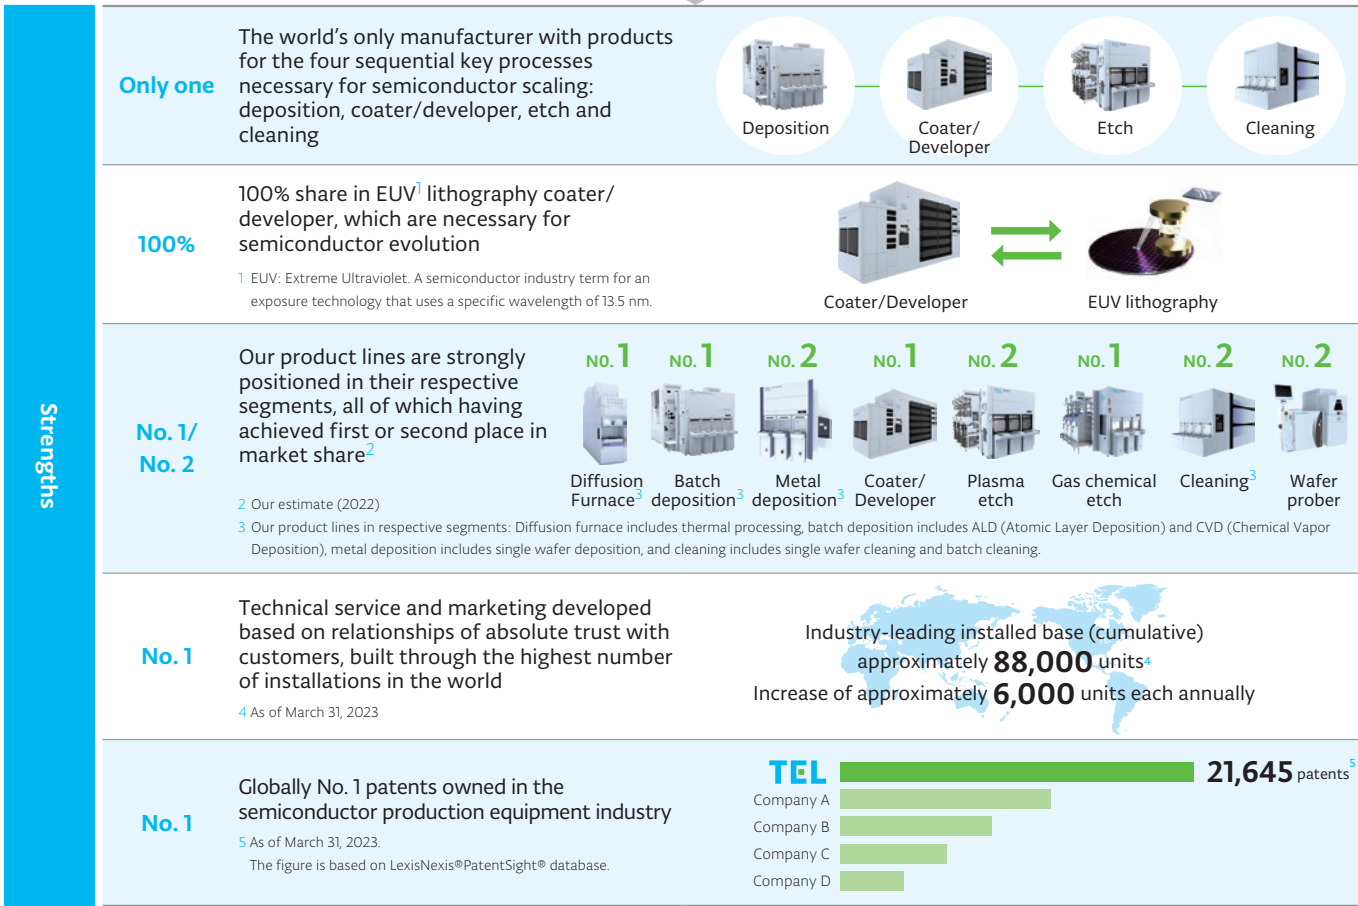 Strengths
Only one
The world's only manufacturer with products
for the four sequential key processes
necessary for semiconductor scaling:
deposition, coater/developer, etch and
cleaning
Deposition
Coater/
Developer
Etch
Cleaning
100%
100% share in EUV1 lithography coater/
developer, which are necessary for
semiconductor evolution
1 EUV: Extreme Ultraviolet. A semiconductor industry term for an
exposure technology that uses a specific wavelength of 13.5 nm.
Coater/Developer
EUV lithography
No. 1/
No. 2
Our product lines are strongly
positioned in their respective
segments, all of which having
achieved first or second place in
market share2
2 Our estimate (2022)
NO. 1
Diffusion
Furnace3
NO. 1
Batch
deposition3
NO. 2
Metal
deposition3
NO. 1
Coater/
Developer
NO. 2
Plasma
etch
NO. 1
Gas chemical
etch
NO. 2
Cleaning3
NO. 2
Wafer
prober
3 Our product lines in respective segments: Diffusion furnace includes thermal processing, batch deposition includes ALD (Atomic Layer Deposition) and CVD (Chemical Vapor
Deposition), metal deposition includes single wafer deposition, and cleaning includes single wafer cleaning and batch cleaning.
No. 1
Technical service and marketing developed
based on relationships of absolute trust with
customers, built through the highest number
of installations in the world
4 As of March 31, 2023
Industry-leading installed base (cumulative)
approximately 88,000 units4
Increase of approximately 6,000 units each annually
No. 1
Globally No. 1 patents owned in the
semiconductor production equipment industry
5 As of March 31, 2023.
The figure is based on LexisNexis®PatentSight® database.
TEL
21,645 patents5
Company A
Company B
Company C
Company D